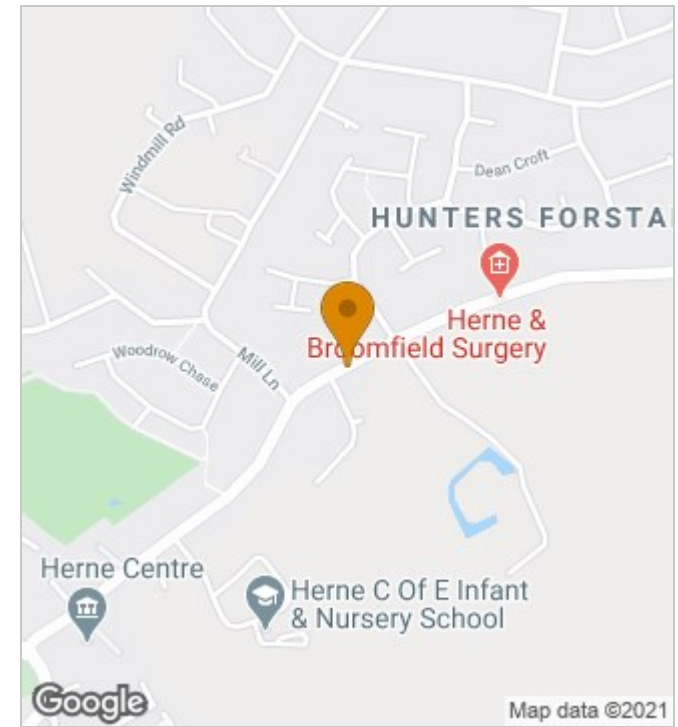 Windmill Rd
Dean Croft
HUNTERS FORSTA
Herne &
Broomfield Surgery
Woodrow Chase
Mill Ln
Herne Centre
Herne C Of E Infant
& Nursery School
Google
Map data ©2021